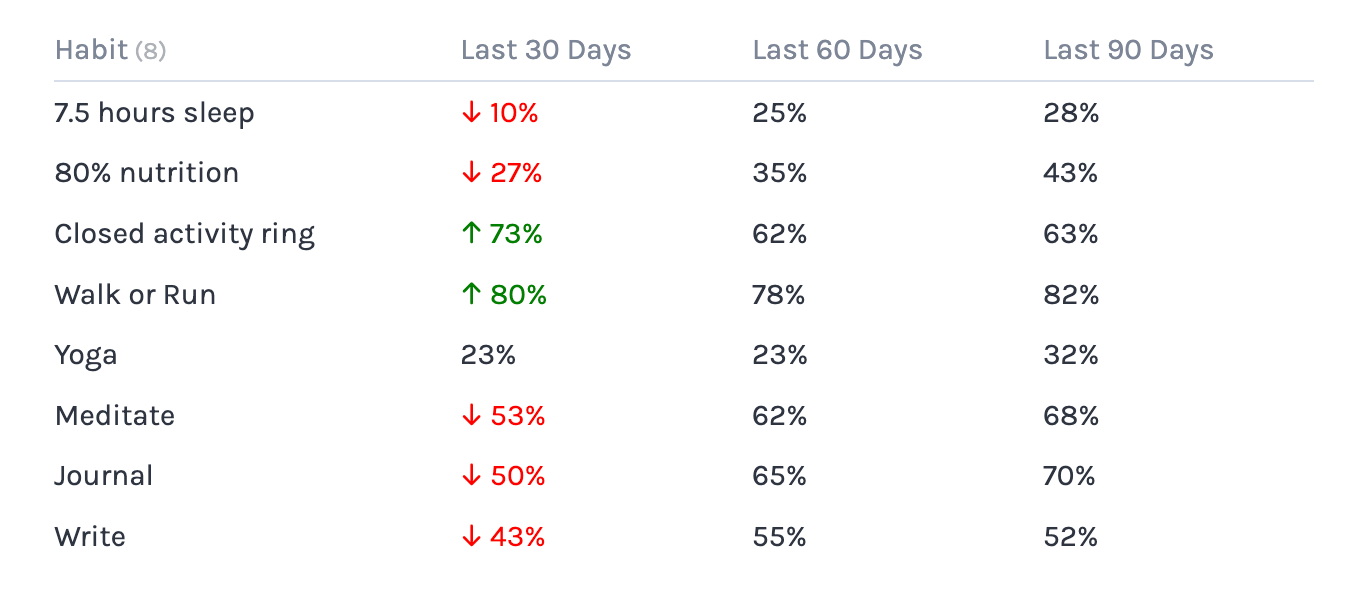 Habit (8) Last 30 Days Last 60 Days Last 90 Days
7.5 hours sleep ↓ 10% 25% 28%
80% nutrition ↓ 27% 35% 43%
Closed activity ring ↑ 73% 62% 63%
Walk or Run ↑ 80% 78% 82%
Yoga 23% 23% 32%
Meditate ↓ 53% 62% 68%
Journal ↓ 50% 65% 70%
Write ↓ 43% 55% 52%